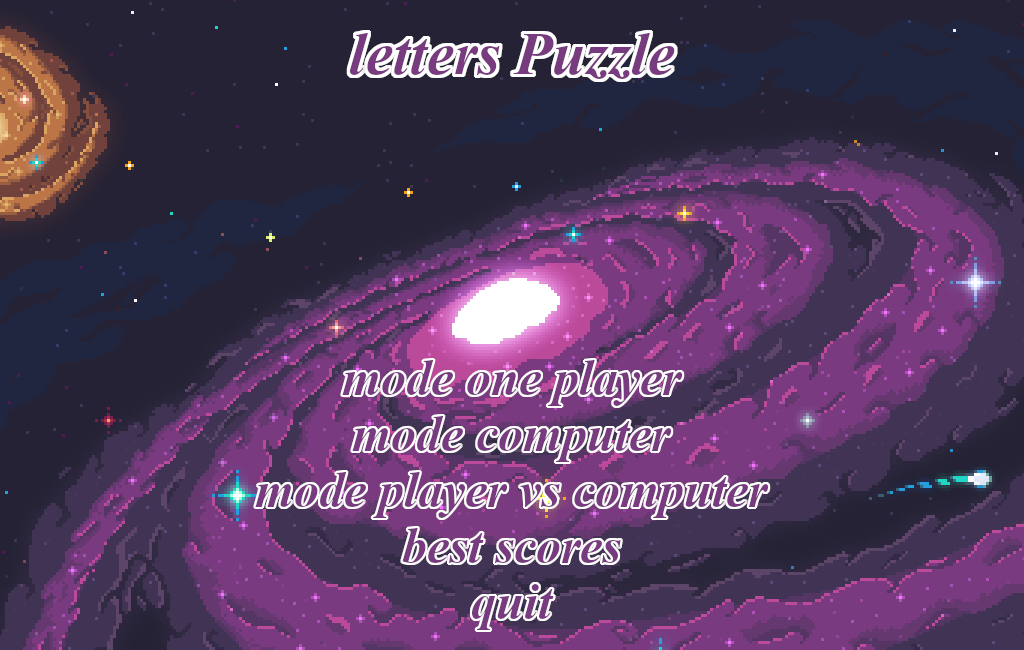 letters Puzzle
mode one player
mode computer
mode player vs computer
best scores
quit